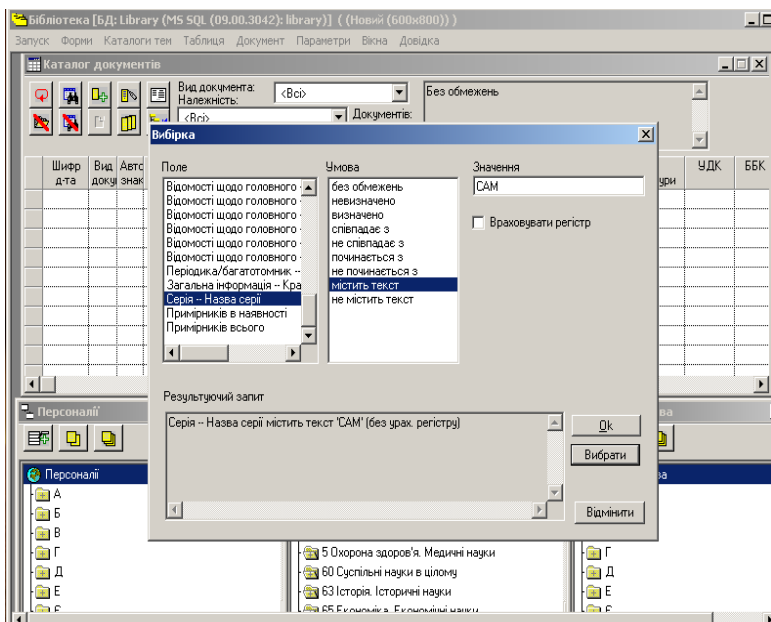 Бібліотека [БД: Library (MS SQL (09.00.3042): library)] ( (Новий (600x800)) )
Запуск Форми Каталоги тем Таблиця Документ Параметри Вікна Довідка
Каталог документів
Вид документа: <Всі> Без обмежень
Належність:
<Всі> Документів:
Вибірка
Шифр д-та Вид докум Авто знак УДК ББК
Поле Умова Значення
Відомості щодо головного без обмежень САМ
Відомості щодо головного невизначено
Відомості щодо головного визначено
Відомості щодо головного співпадає з Враховувати регістр
Відомості щодо головного не співпадає з
Відомості щодо головного починається з
Періодика/багатотомник -- не починається з
Загальна інформація -- Кра містить текст
Серія -- Назва серії не містить текст
Примірників в наявності
Примірників всього
Результуючий запит
Серія -- Назва серії містить текст 'САМ' (без урах. регістру)
Ok
Вибрати
Відмінити
Персоналії
Персоналії
А
Б
В
Г 5 Охорона здоров'я. Медичні науки Г
Д 60 Суспільні науки в цілому Д
Е 63 Історія. Історичні науки Е
Є 65 Економіка. Економічні науки Є